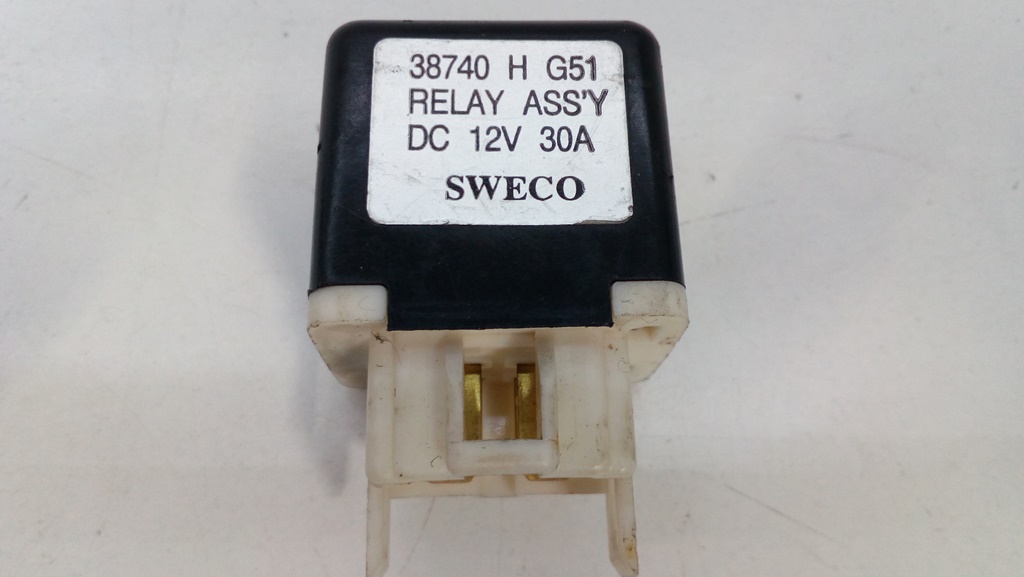 38740 H G51
RELAY ASS'Y
DC 12V 30A
SWECO